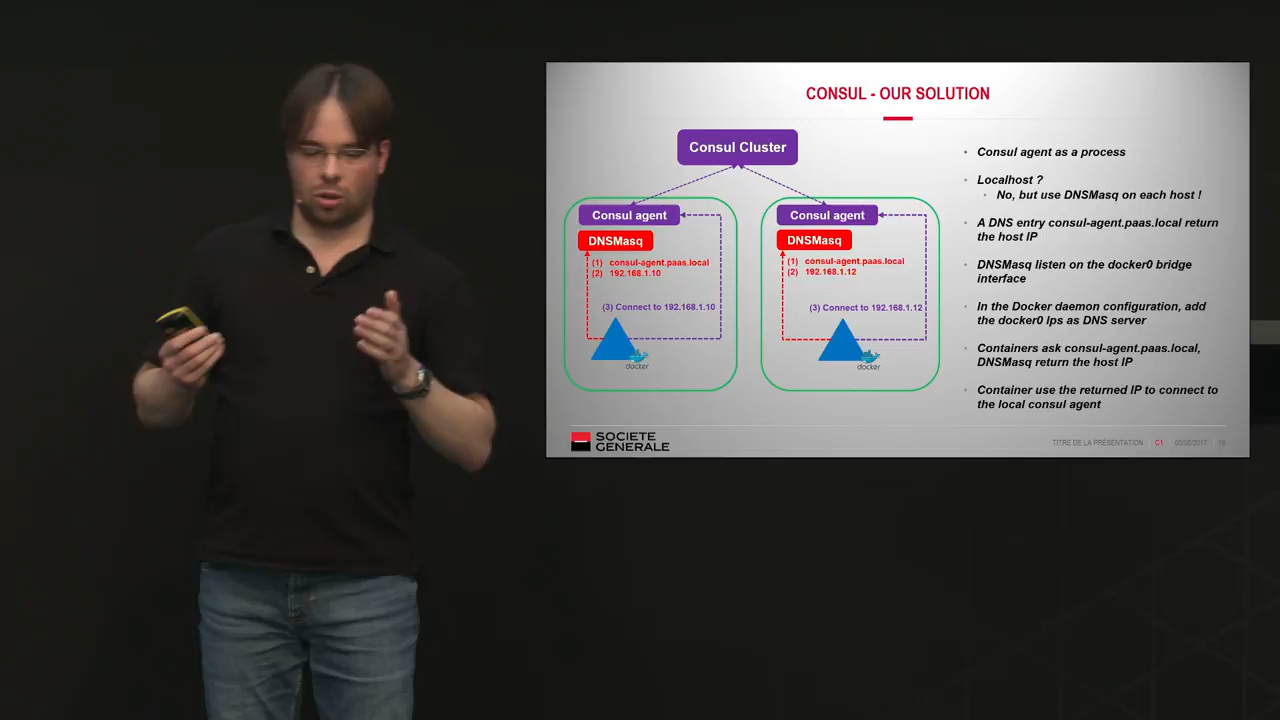 CONSUL - OUR SOLUTION
Consul Cluster
Consul agent
DNSMasq
(1) consul-agent.paas.local
(2) 192.168.1.10
(3) Connect to 192.168.1.10
docker
Consul agent
DNSMasq
(1) consul-agent.paas.local
(2) 192.168.1.12
(3) Connect to 192.168.1.12
docker
Consul agent as a process
Localhost ?
No, but use DNSMasq on each host !
A DNS entry consul-agent.paas.local return
the host IP
DNSMasq listen on the docker0 bridge
interface
In the Docker daemon configuration, add
the docker0 Ips as DNS server
Containers ask consul-agent.paas.local,
DNSMasq return the host IP
Container use the returned IP to connect to
the local consul agent
SOCIETE
GENERALE
TITRE DE LA PRÉSENTATION | C1 | 00/00/2017 | 19